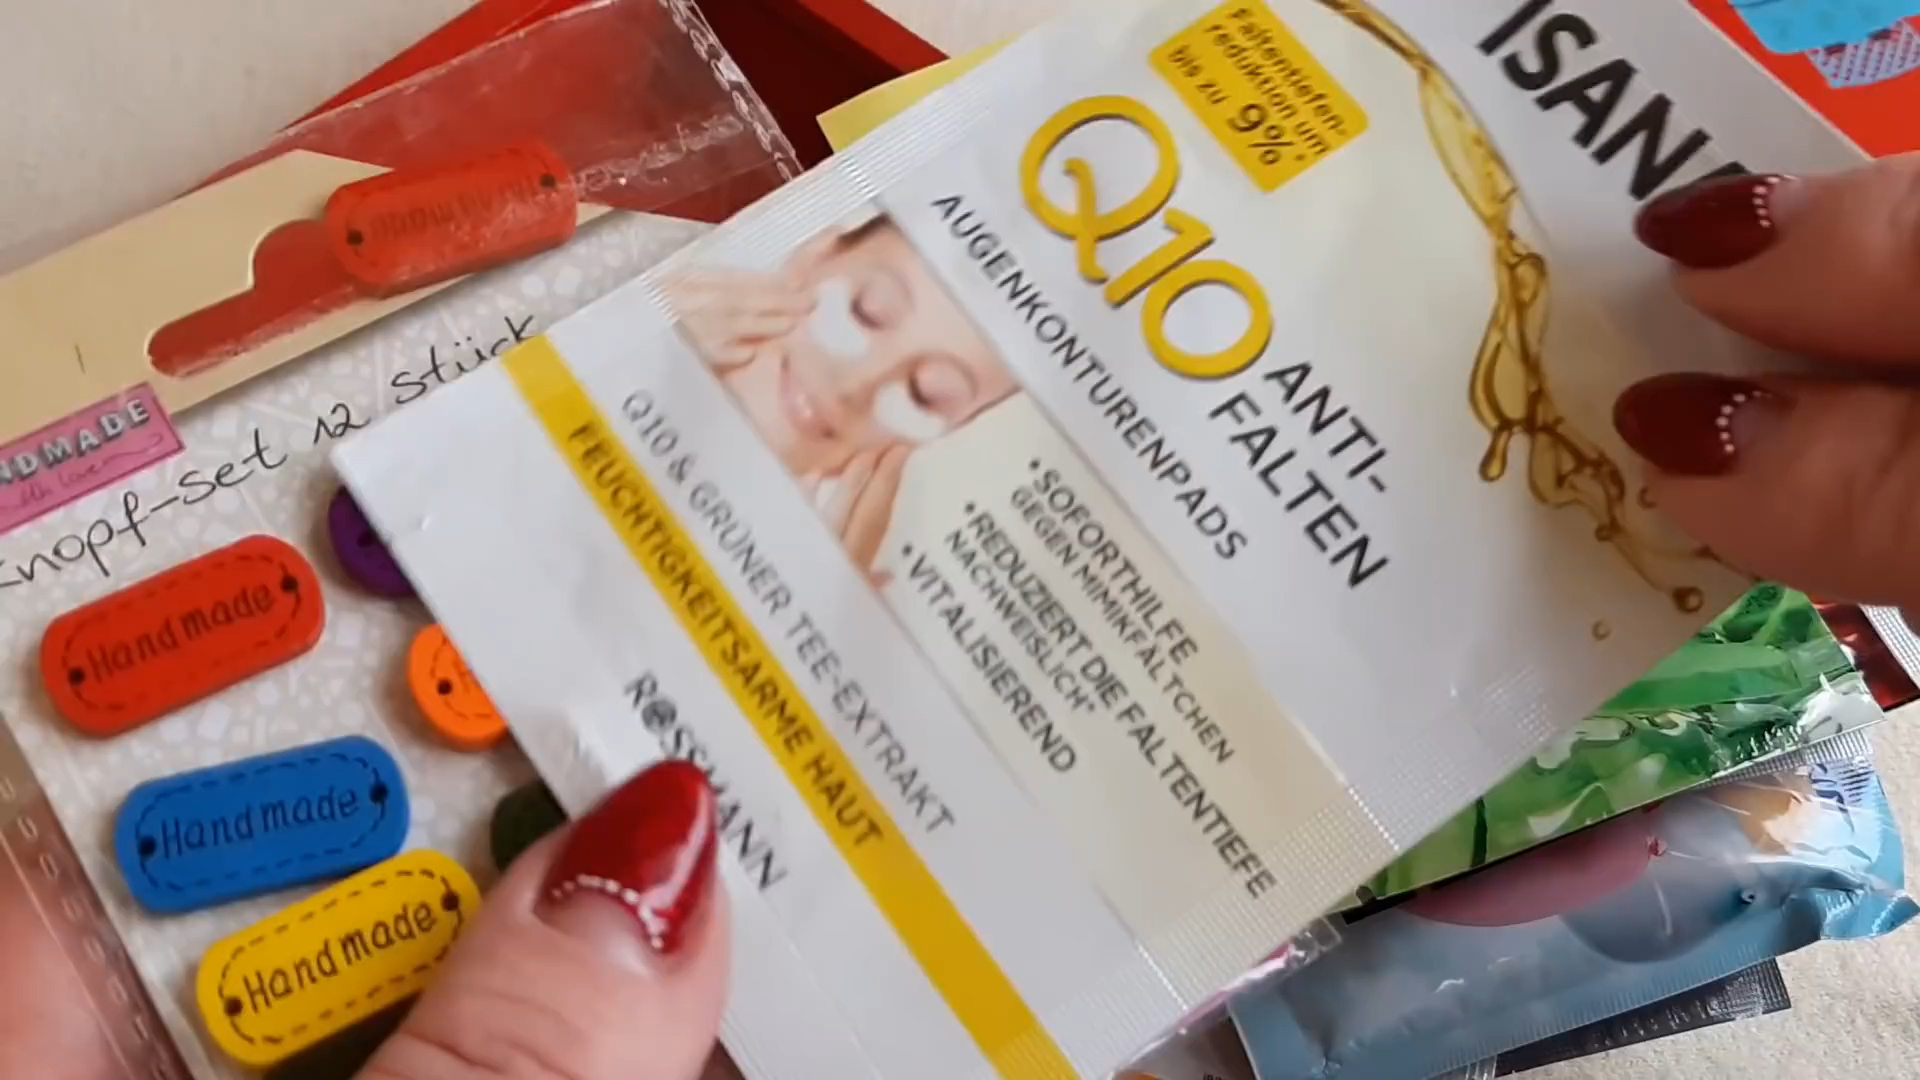 ISANA
Faltentiefen-
reduktion um
bis zu 9%*
Q10 ANTI-
FALTEN
AUGENKONTURENPADS
•SOFORTHILFE
GEGEN MIMIKFÄLTCHEN
•REDUZIERT DIE FALTENTIEFE
NACHWEISLICH*
•VITALISIEREND
Q10 & GRÜNER TEE-EXTRAKT
FEUCHTIGKEITSARME HAUT
ROSSMANN
Knopf-Set 12 stück
Handmade
Handmade
Handmade